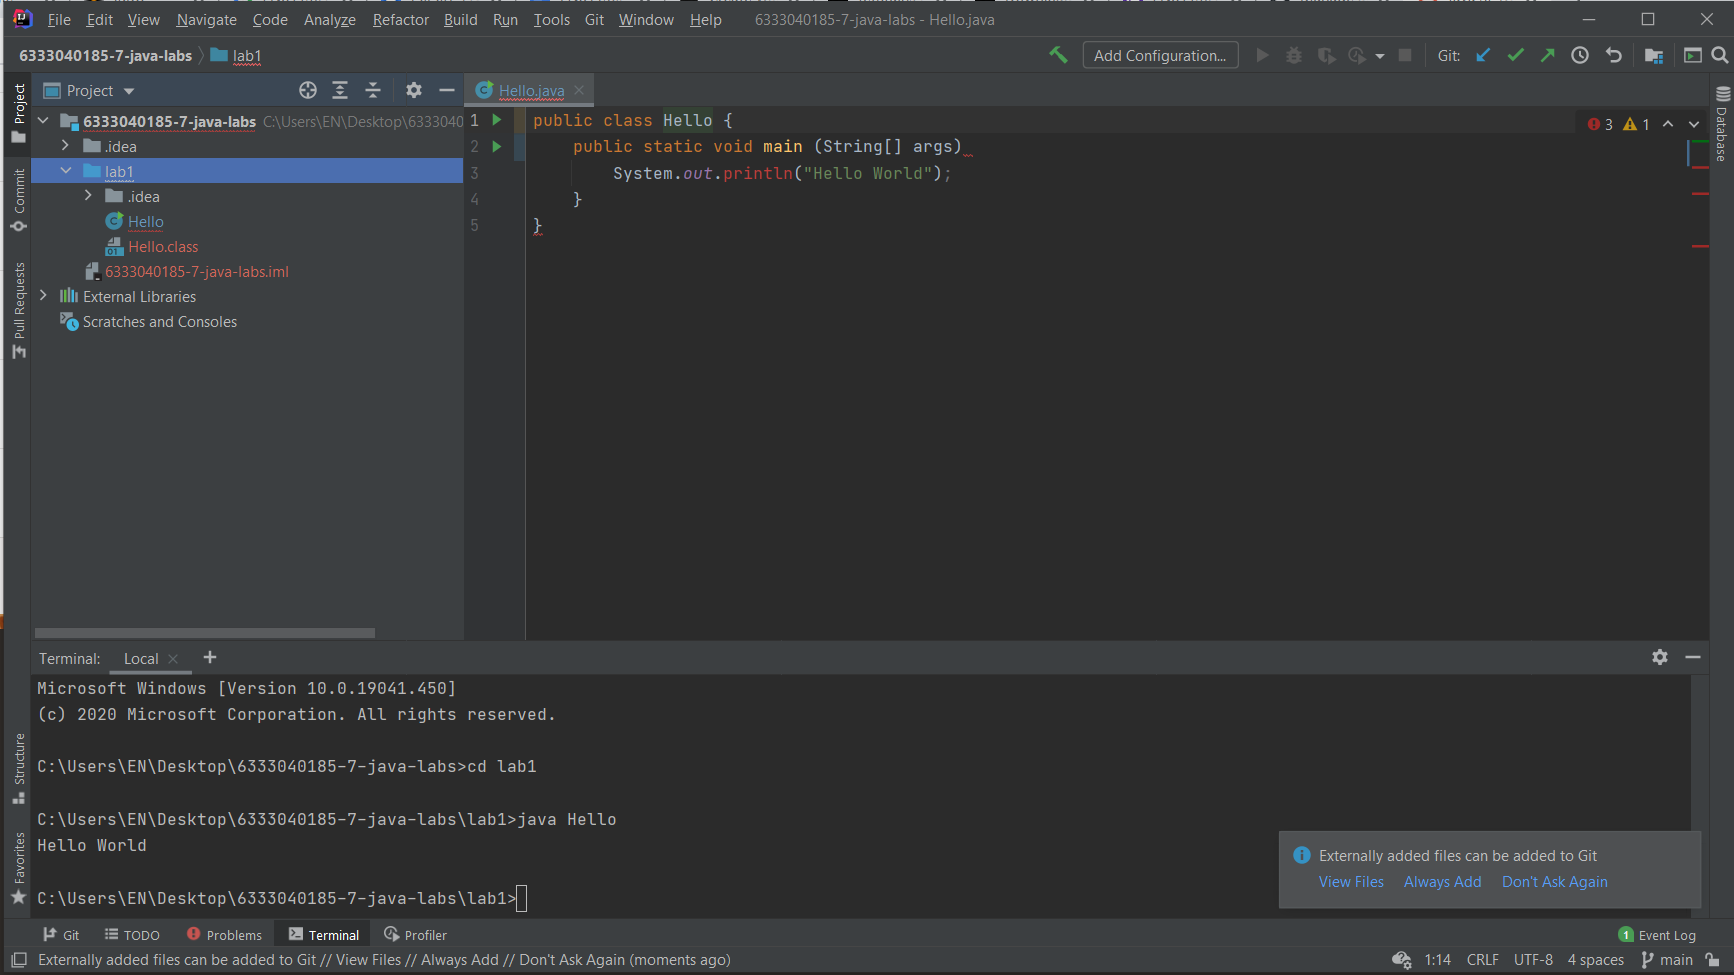 File Edit View Navigate Code Analyze Refactor Build Run Tools Git Window Help 6333040185-7-java-labs - Hello.java
6333040185-7-java-labs lab1 Add Configuration... Git:
Project
Hello.java
Project
Commit
Pull Requests
Structure
Favorites
Database
6333040185-7-java-labs C:\Users\EN\Desktop\6333040
.idea
lab1
.idea
Hello
Hello.class
6333040185-7-java-labs.iml
External Libraries
Scratches and Consoles
1 public class Hello {
2 public static void main (String[] args)
3 System.out.println("Hello World");
4 }
5 }
3 1
Terminal: Local
Microsoft Windows [Version 10.0.19041.450]
(c) 2020 Microsoft Corporation. All rights reserved.
C:\Users\EN\Desktop\6333040185-7-java-labs>cd lab1
C:\Users\EN\Desktop\6333040185-7-java-labs\lab1>java Hello
Hello World
C:\Users\EN\Desktop\6333040185-7-java-labs\lab1>
Externally added files can be added to Git
View Files Always Add Don't Ask Again
Git TODO Problems Terminal Profiler 1 Event Log
Externally added files can be added to Git // View Files // Always Add // Don't Ask Again (moments ago) 1:14 CRLF UTF-8 4 spaces main